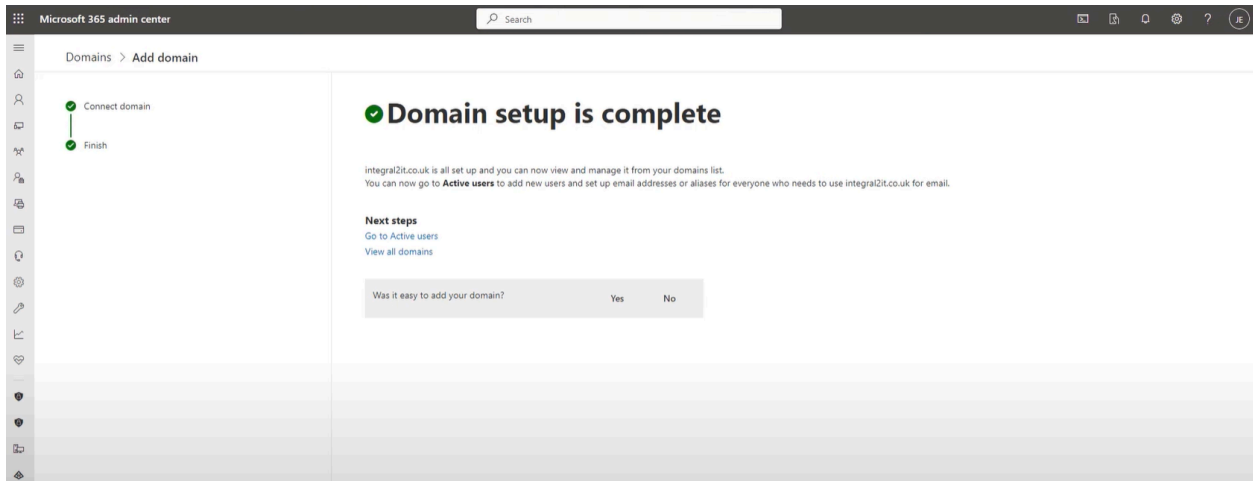 Microsoft 365 admin center
Search
?
JE
Domains > Add domain
Connect domain
Finish
Domain setup is complete
integral2it.co.uk is all set up and you can now view and manage it from your domains list.
You can now go to Active users to add new users and set up email addresses or aliases for everyone who needs to use integral2it.co.uk for email.
Next steps
Go to Active users
View all domains
Was it easy to add your domain? Yes No